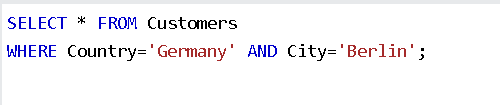 SELECT * FROM Customers
WHERE Country='Germany' AND City='Berlin';